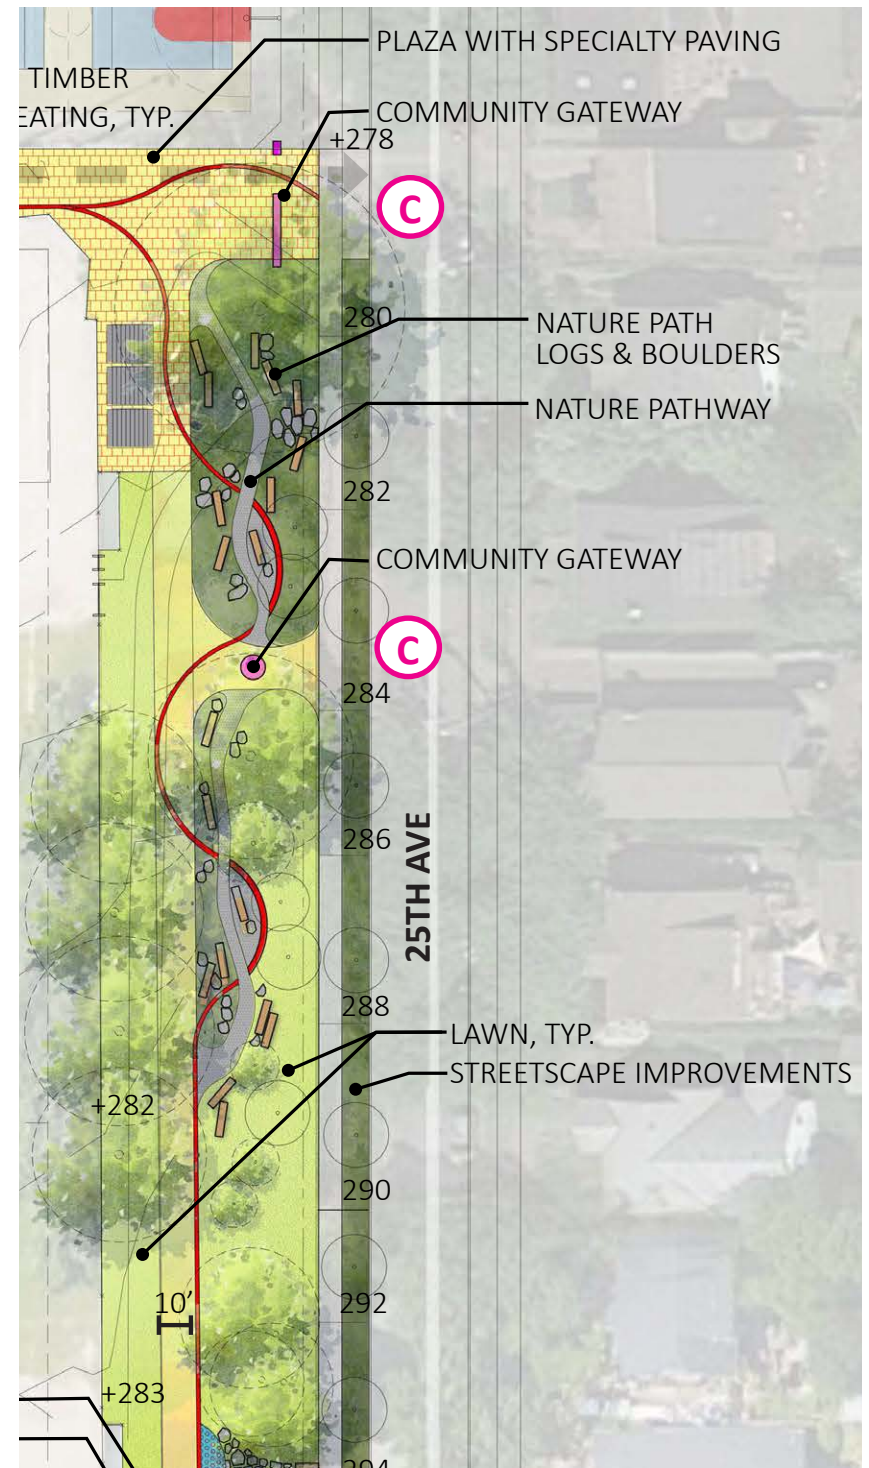 PLAZA WITH SPECIALTY PAVING
TIMBER
EATING, TYP.
COMMUNITY GATEWAY
+278
C
280
NATURE PATH
LOGS & BOULDERS
NATURE PATHWAY
282
COMMUNITY GATEWAY
C
284
25TH AVE
286
288
LAWN, TYP.
STREETSCAPE IMPROVEMENTS
+282
290
10’
292
+283
294